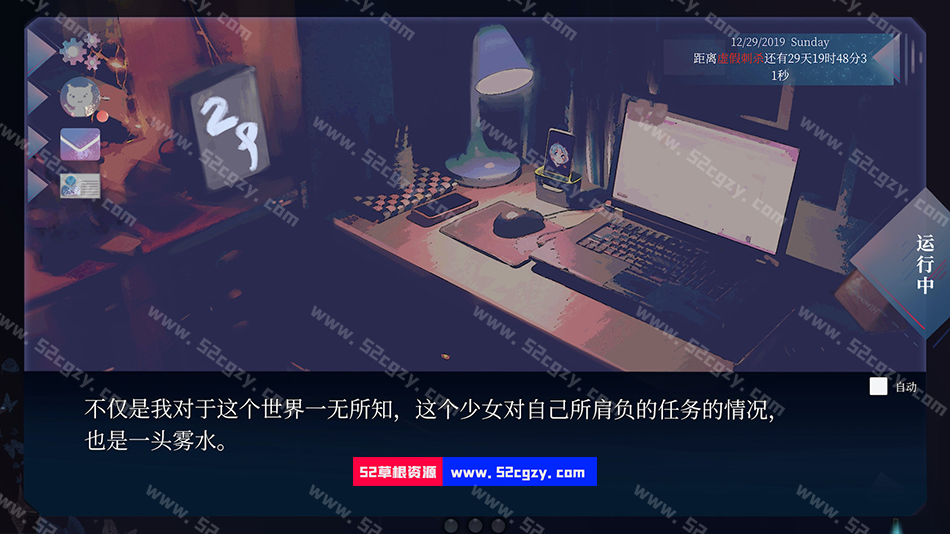 12/29/2019 Sunday
距离虚假刺杀还有29天19时48分3
1秒
29
运行中
自动
不仅是我对于这个世界一无所知，这个少女对自己所肩负的任务的情况，
也是一头雾水。
52草根资源 www.52cgzy.com
www.52cgzy.com